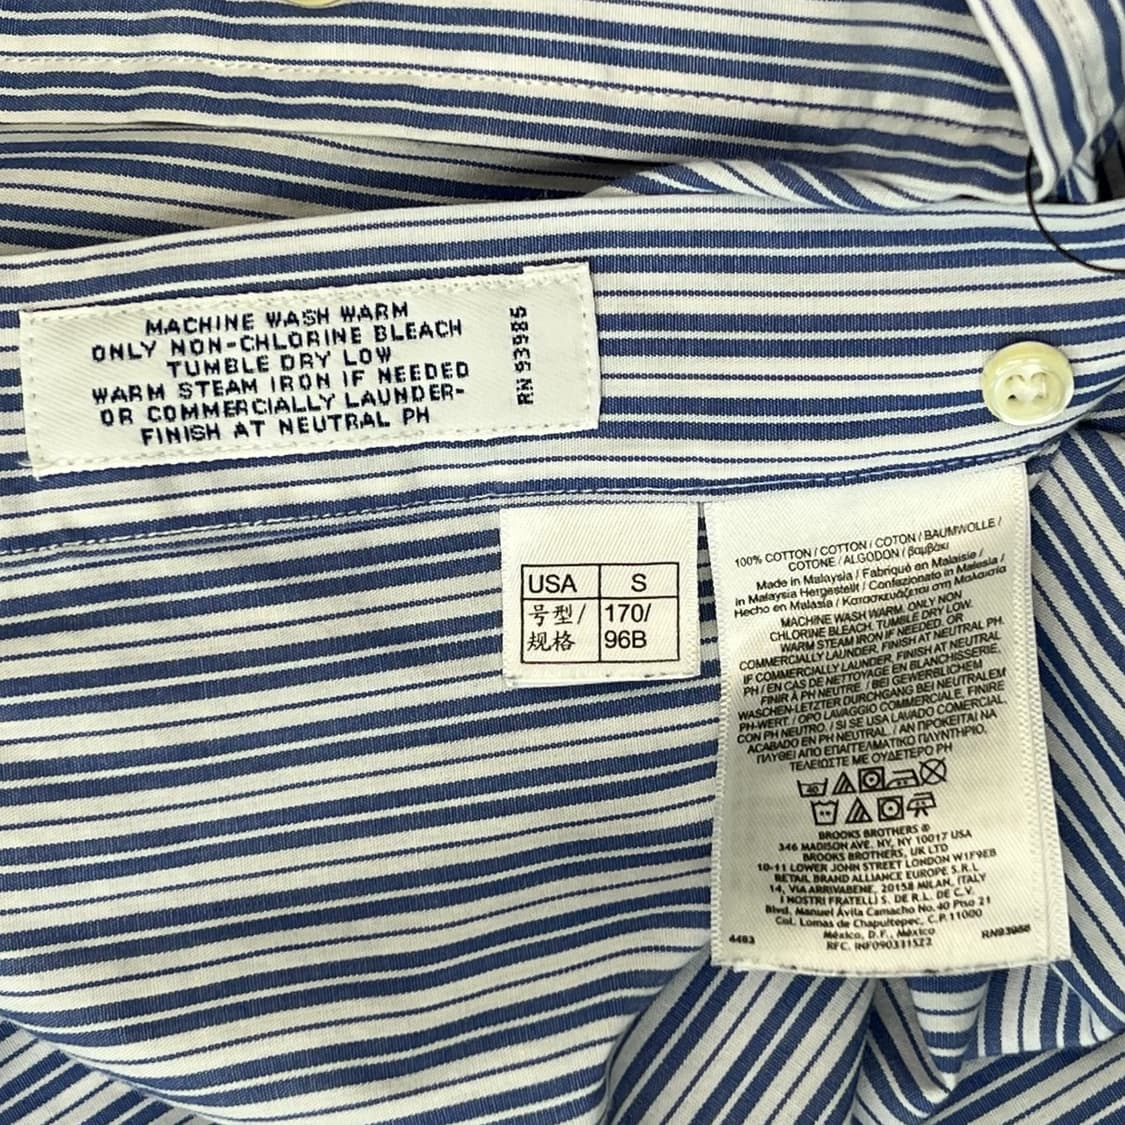 MACHINE WASH WARM
ONLY NON-CHLORINE BLEACH
TUMBLE DRY LOW
WARM STEAM IRON IF NEEDED
OR COMMERCIALLY LAUNDER-
FINISH AT NEUTRAL PH
RN 93985
USA S
号型/ 170/
规格 96B
100% COTTON / COTTON / COTON / BAUMWOLLE /
COTONE / ALGODON / βαμβάκι
Made in Malaysia / Fabriqué en Malaisie /
in Malaysia Hergestellt / Confezionato in Malesia /
Hecho en Malasia / Κατασκευάζεται στη Μαλαισία
MACHINE WASH WARM. ONLY NON
CHLORINE BLEACH. TUMBLE DRY LOW.
WARM STEAM IRON IF NEEDED. OR
COMMERCIALLY LAUNDER, FINISH AT NEUTRAL PH.
IF COMMERCIALLY LAUNDER, FINISH AT NEUTRAL
PH / EN CAS DE NETTOYAGE EN BLANCHISSERIE,
FINIR À PH NEUTRE / BEI GEWERBLICHEM
WASCHEN-LETZTER DURCHGANG BEI NEUTRALEM
PH-WERT. / OPO LAVAGGIO COMMERCIALE, FINIRE
CON PH NEUTRO. / SI SE USA LAVADO COMERCIAL,
ACABADO EN PH NEUTRAL. / ΑΝ ΠΡΟΚΕΙΤΑΙ ΝΑ
ΠΛΥΘΕΙ ΑΠΟ ΕΠΑΓΓΕΛΜΑΤΙΚΟ ΠΛΥΝΤΗΡΙΟ,
ΤΕΛΕΙΩΣΤΕ ΜΕ ΟΥΔΕΤΕΡΟ PH
40
BROOKS BROTHERS ®
346 MADISON AVE. NY, NY 10017 USA
BROOKS BROTHERS, UK LTD
10-11 LOWER JOHN STREET LONDON W1F9EB
RETAIL BRAND ALLIANCE EUROPE S.R.L
14, VIA ARRIVABENE, 20158 MILAN, ITALY
I NOSTRI FRATELLI S. DE R.L. DE C.V.
Blvd. Manuel Ávila Camacho No. 40 Piso 21
Col. Lomas de Chapultepec, C.P. 11000
México, D.F., México
RFC. INF090331SZ2
4483